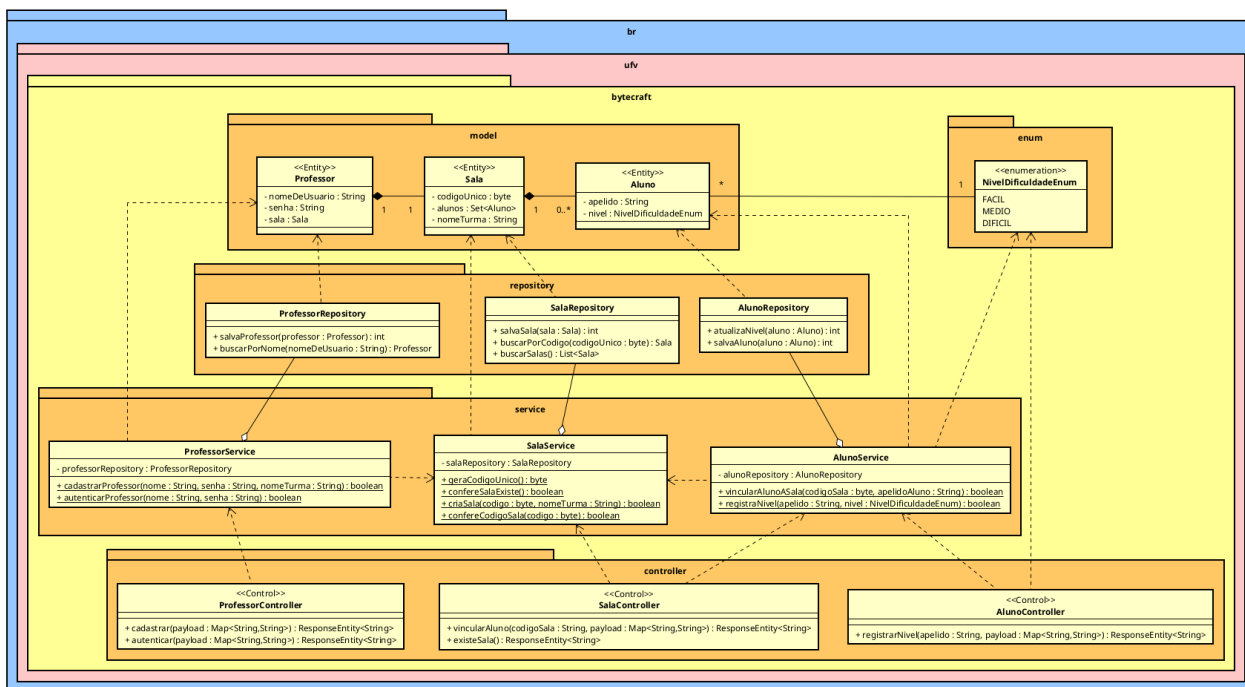 br
ufv
bytecraft
model
enum
<<Entity>>
Professor
- nomeDeUsuario : String
- senha : String
- sala : Sala
1
1
<<Entity>>
Sala
- codigoUnico : byte
- alunos : Set<Aluno>
- nomeTurma : String
1
0..*
<<Entity>>
Aluno
- apelido : String
- nivel : NivelDificuldadeEnum
*
1
<<enumeration>>
NivelDificuldadeEnum
FACIL
MEDIO
DIFICIL
repository
ProfessorRepository
+ salvaProfessor(professor : Professor) : int
+ buscarPorNome(nomeDeUsuario : String) : Professor
SalaRepository
+ salvaSala(sala : Sala) : int
+ buscarPorCodigo(codigoUnico : byte) : Sala
+ buscarSalas() : List<Sala>
AlunoRepository
+ atualizaNivel(aluno : Aluno) : int
+ salvaAluno(aluno : Aluno) : int
service
ProfessorService
- professorRepository : ProfessorRepository
+ cadastrarProfessor(nome : String, senha : String, nomeTurma : String) : boolean
+ autenticarProfessor(nome : String, senha : String) : boolean
SalaService
- salaRepository : SalaRepository
+ geraCodigoUnico() : byte
+ confereSalaExiste() : boolean
+ criaSala(codigo : byte, nomeTurma : String) : boolean
+ confereCodigoSala(codigo : byte) : boolean
AlunoService
- alunoRepository : AlunoRepository
+ vincularAlunoASala(codigoSala : byte, apelidoAluno : String) : boolean
+ registraNivel(apelido : String, nivel : NivelDificuldadeEnum) : boolean
controller
<<Control>>
ProfessorController
+ cadastrar(payload : Map<String,String>) : ResponseEntity<String>
+ autenticar(payload : Map<String,String>) : ResponseEntity<String>
<<Control>>
SalaController
+ vincularAluno(codigoSala : String, payload : Map<String,String>) : ResponseEntity<String>
+ existeSala() : ResponseEntity<String>
<<Control>>
AlunoController
+ registrarNivel(apelido : String, payload : Map<String,String>) : ResponseEntity<String>